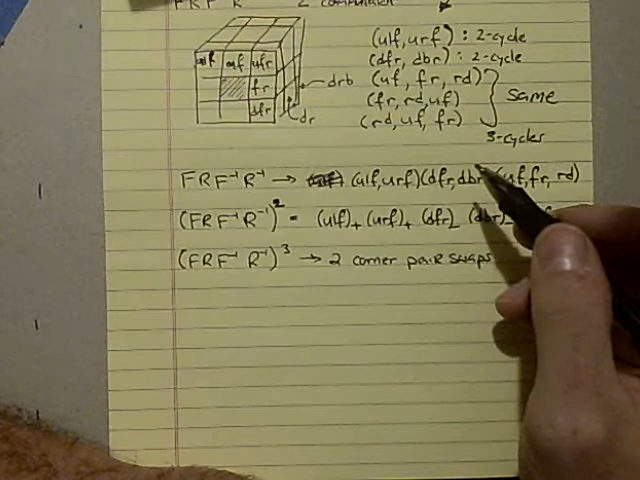 (ulf, urf) : 2-cycle
(dfr, dbr) : 2-cycle
(uf, fr, rd)
(fr, rd, uf)
(rd, uf, fr)
same
3-cycles
uf ufr
fr
dfr
drb
dr
FRF⁻¹R⁻¹ → (ulf, urf)(dfr, dbr)(uf, fr, rd)
(FRF⁻¹R⁻¹)² = (ulf)₊ (urf)₊ (dfr)₋ (dbr)₋
(FRF⁻¹ R⁻¹)³ → 2 corner pair swaps